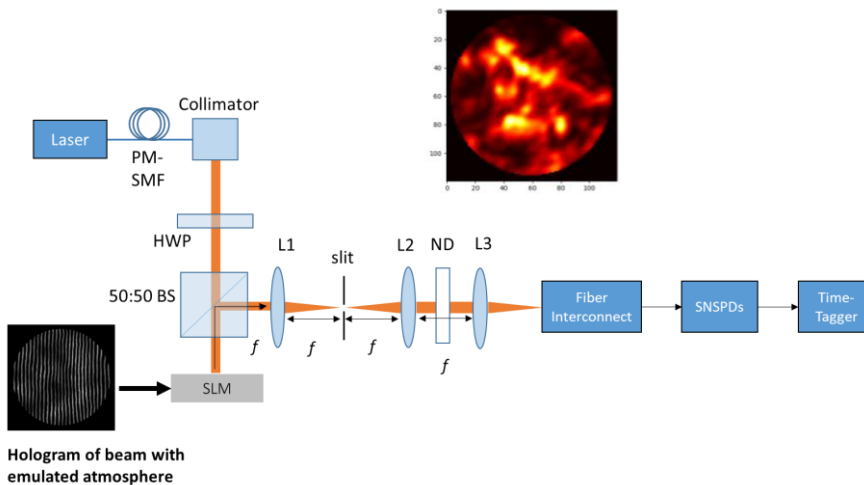 0
20
40
60
80
100
0
20
40
60
80
100
Collimator
Laser
PM-
SMF
HWP
L1
slit
L2
ND
L3
50:50 BS
f
f
f
f
Fiber
Interconnect
SNSPDs
Time-
Tagger
SLM
Hologram of beam with
emulated atmosphere